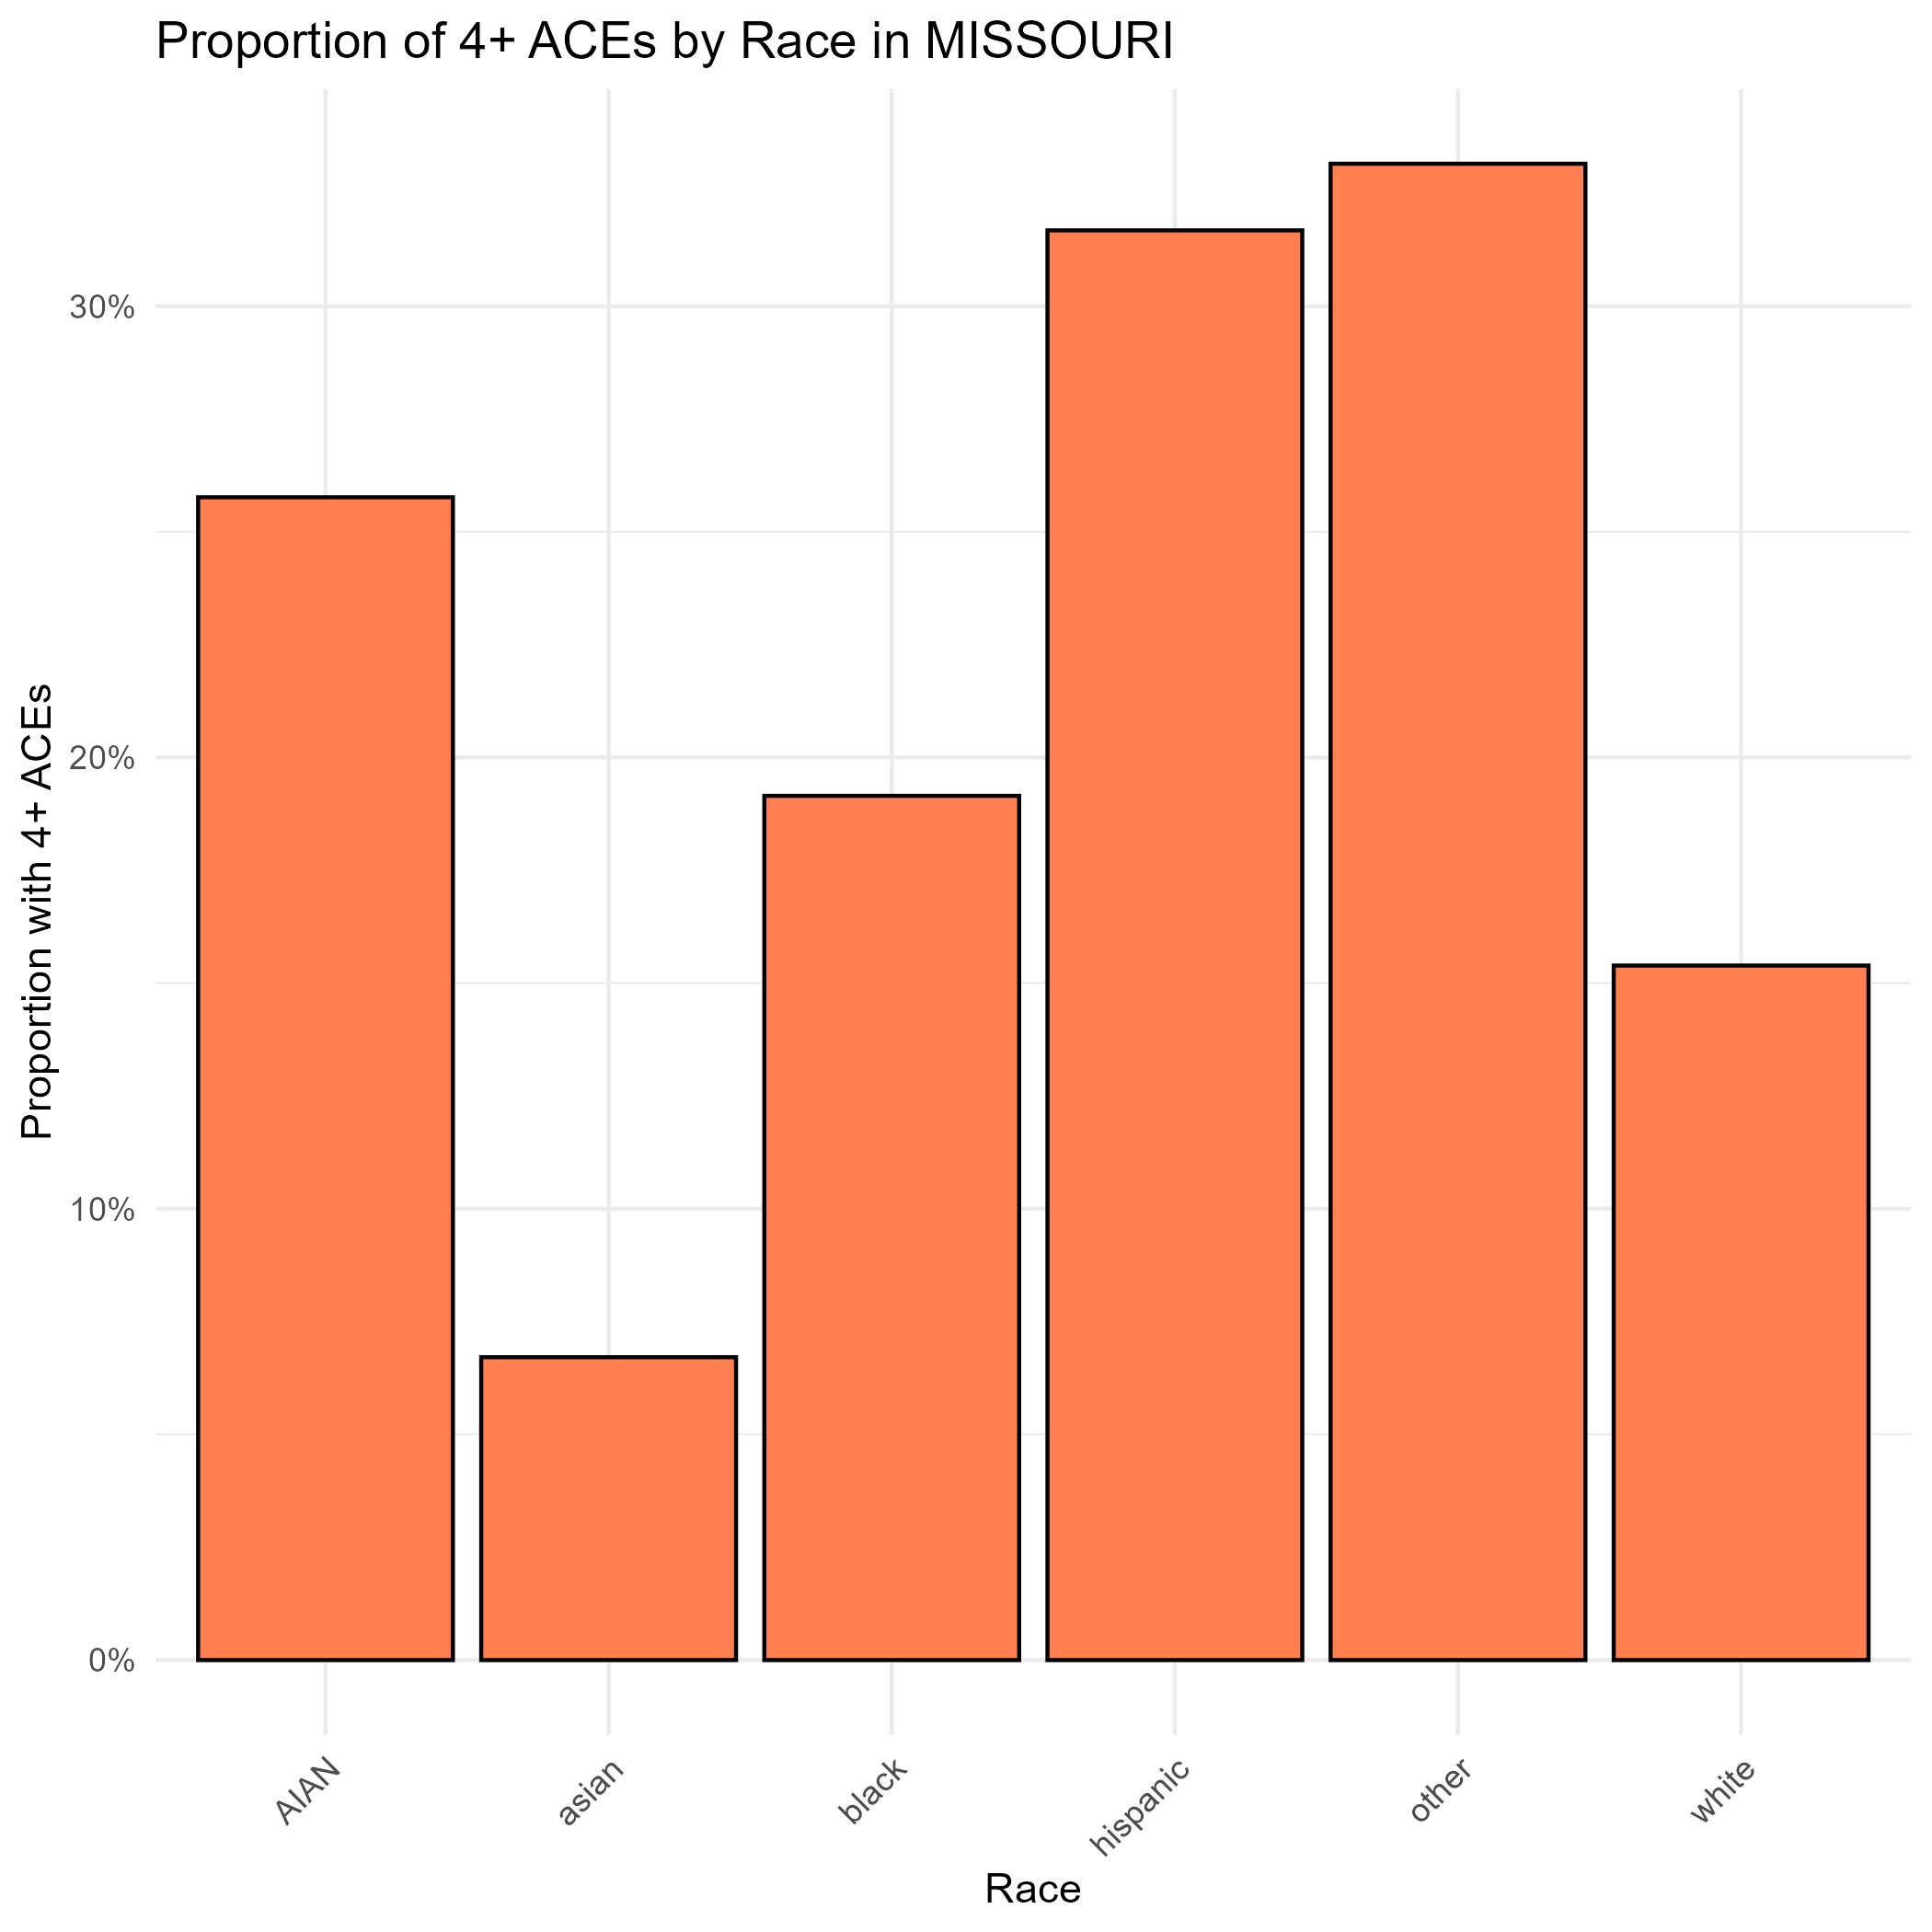 Proportion of 4+ ACEs by Race in MISSOURI
Proportion with 4+ ACEs
30%
20%
10%
0%
AIAN
asian
black
hispanic
other
white
Race